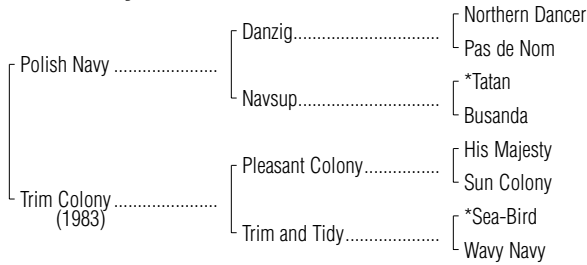 Northern Dancer
Danzig
Pas de Nom
Polish Navy
*Tatan
Navsup
Busanda
His Majesty
Pleasant Colony
Sun Colony
Trim Colony
(1983)
*Sea-Bird
Trim and Tidy
Wavy Navy